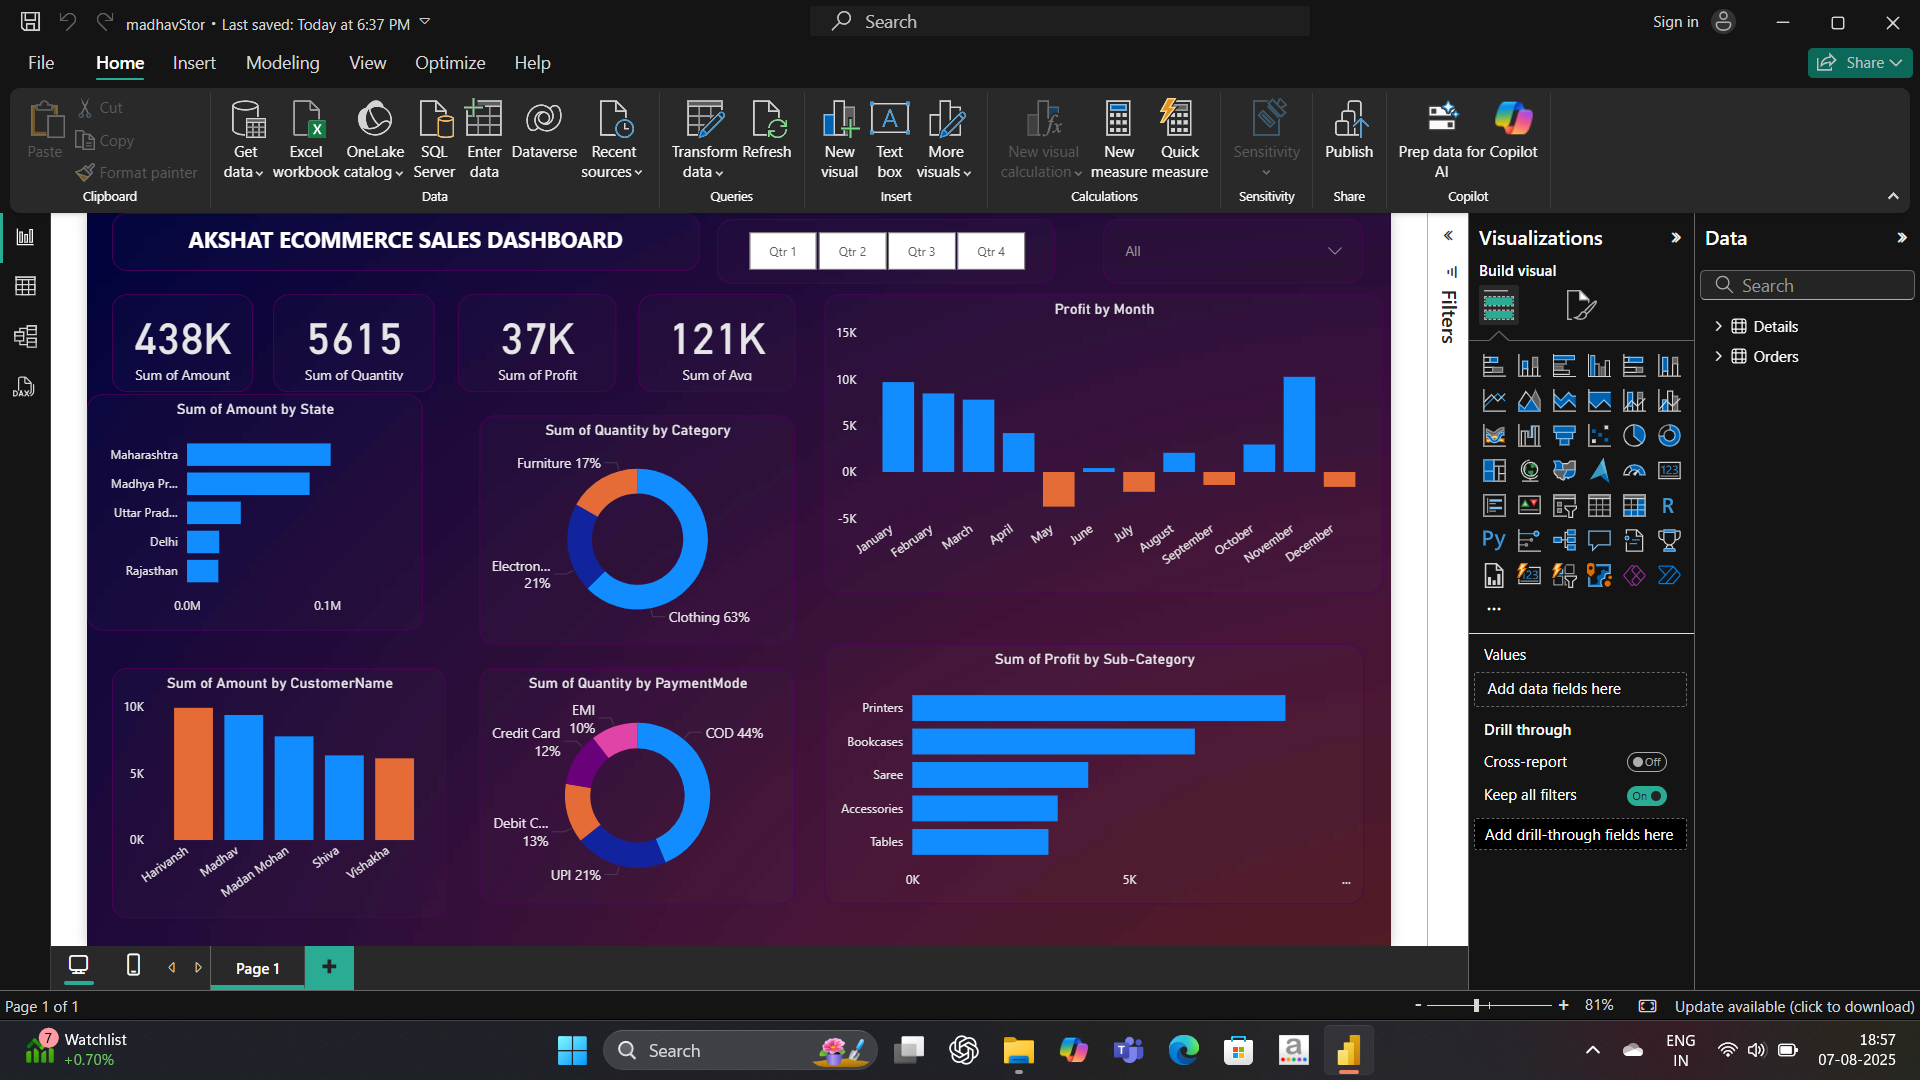 madhavStor • Last saved: Today at 6:37 PM
Search
Sign in
File
Home
Insert
Modeling
View
Optimize
Help
Share
Paste
Cut
Copy
Format painter
Clipboard
Get data
Excel workbook
OneLake catalog
SQL Server
Enter data
Dataverse
Recent sources
Data
Transform data
Refresh
Queries
New visual
Text box
More visuals
Insert
New visual calculation
New measure
Quick measure
Calculations
Sensitivity
Sensitivity
Publish
Share
Prep data for AI
Copilot
Copilot
AKSHAT ECOMMERCE SALES DASHBOARD
Qtr 1
Qtr 2
Qtr 3
Qtr 4
All
438K
Sum of Amount
5615
Sum of Quantity
37K
Sum of Profit
121K
Sum of Avg
Profit by Month
15K
10K
5K
0K
-5K
January
February
March
April
May
June
July
August
September
October
November
December
Sum of Amount by State
Maharashtra
Madhya Pr...
Uttar Prad...
Delhi
Rajasthan
0.0M
0.1M
Sum of Quantity by Category
Furniture 17%
Electron...
21%
Clothing 63%
Sum of Amount by CustomerName
10K
5K
0K
Harivansh
Madhav
Madan Mohan
Shiva
Vishakha
Sum of Quantity by PaymentMode
EMI
10%
Credit Card
12%
COD 44%
Debit C...
13%
UPI 21%
Sum of Profit by Sub-Category
Printers
Bookcases
Saree
Accessories
Tables
0K
5K
...
Filters
Visualizations
Build visual
123
R
Py
123
...
Values
Add data fields here
Drill through
Cross-report
Off
Keep all filters
On
Add drill-through fields here
Data
Search
Details
Orders
DAX
Page 1
Page 1 of 1
81%
Update available (click to download)
7
Watchlist
+0.70%
Search
a
ENG
IN
18:57
07-08-2025